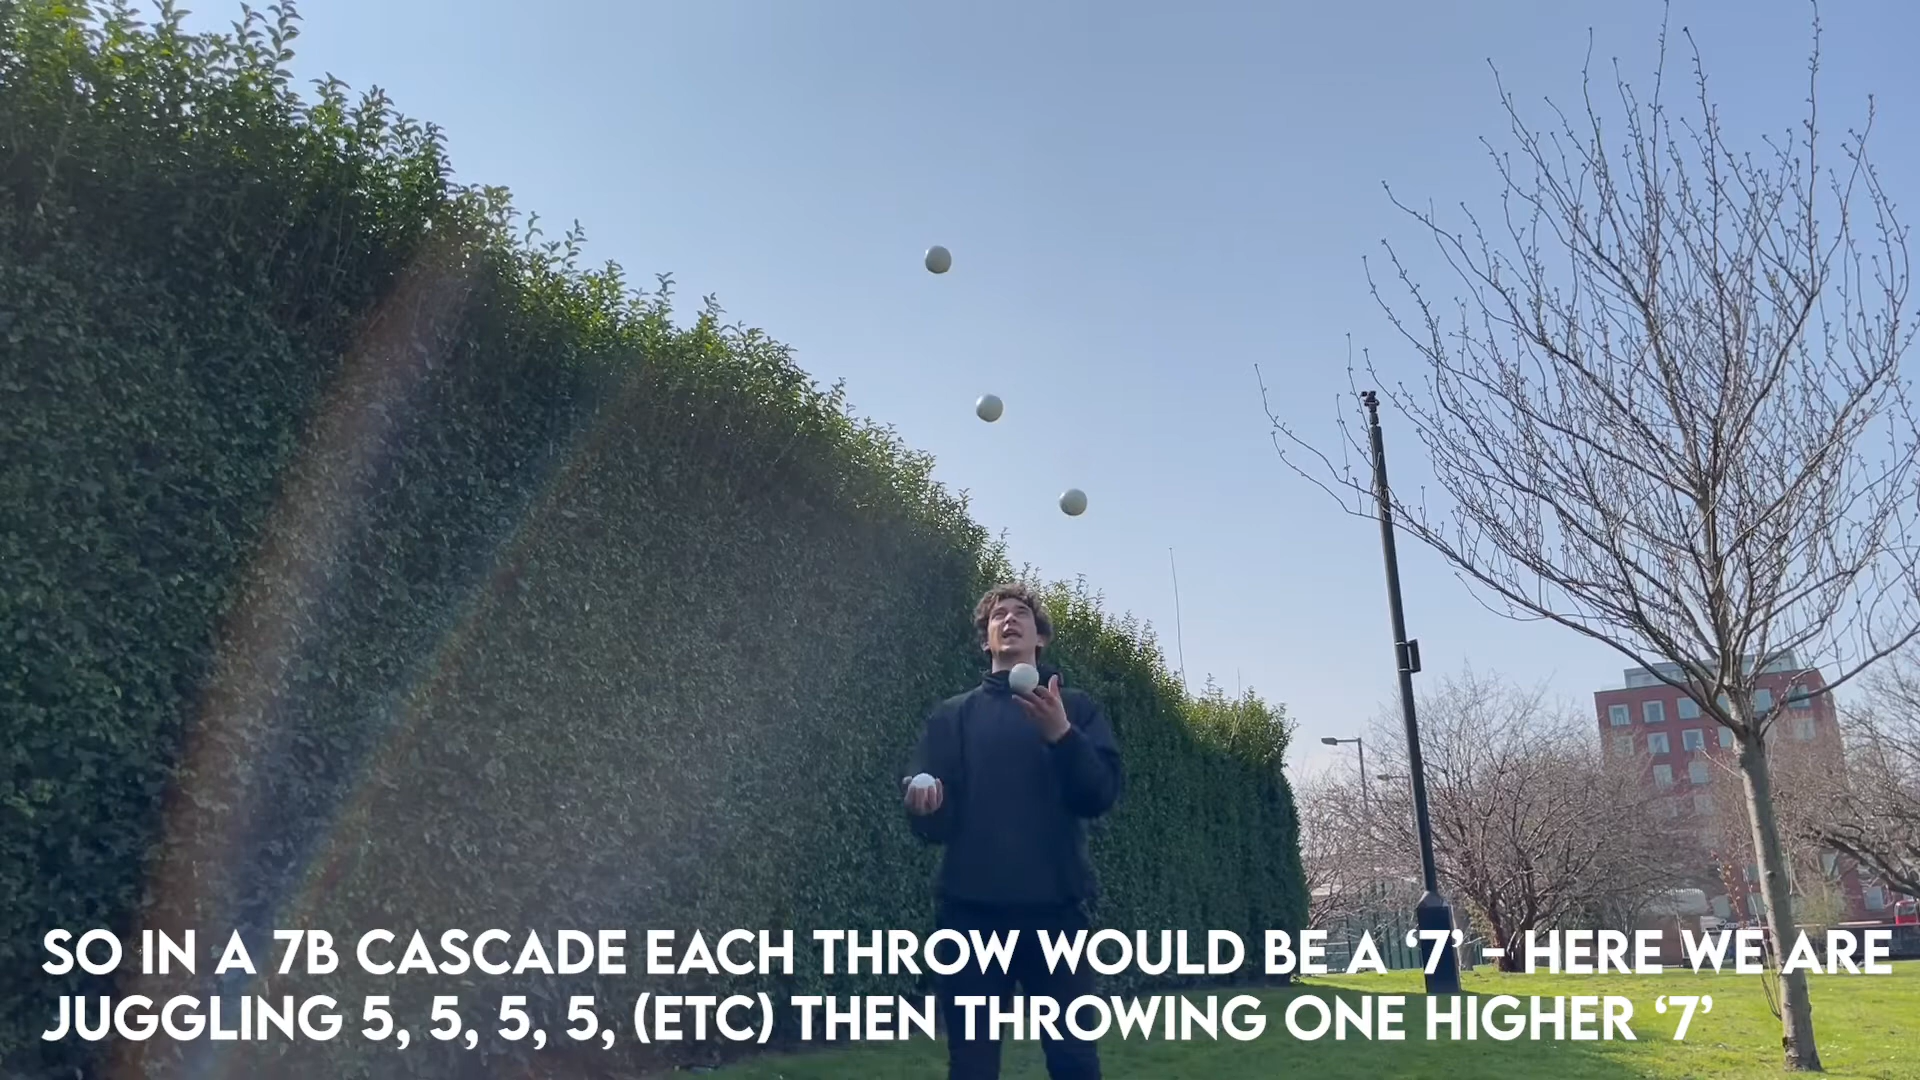 SO IN A 7B CASCADE EACH THROW WOULD BE A ‘7’ - HERE WE ARE
JUGGLING 5, 5, 5, 5, (ETC) THEN THROWING ONE HIGHER ‘7’